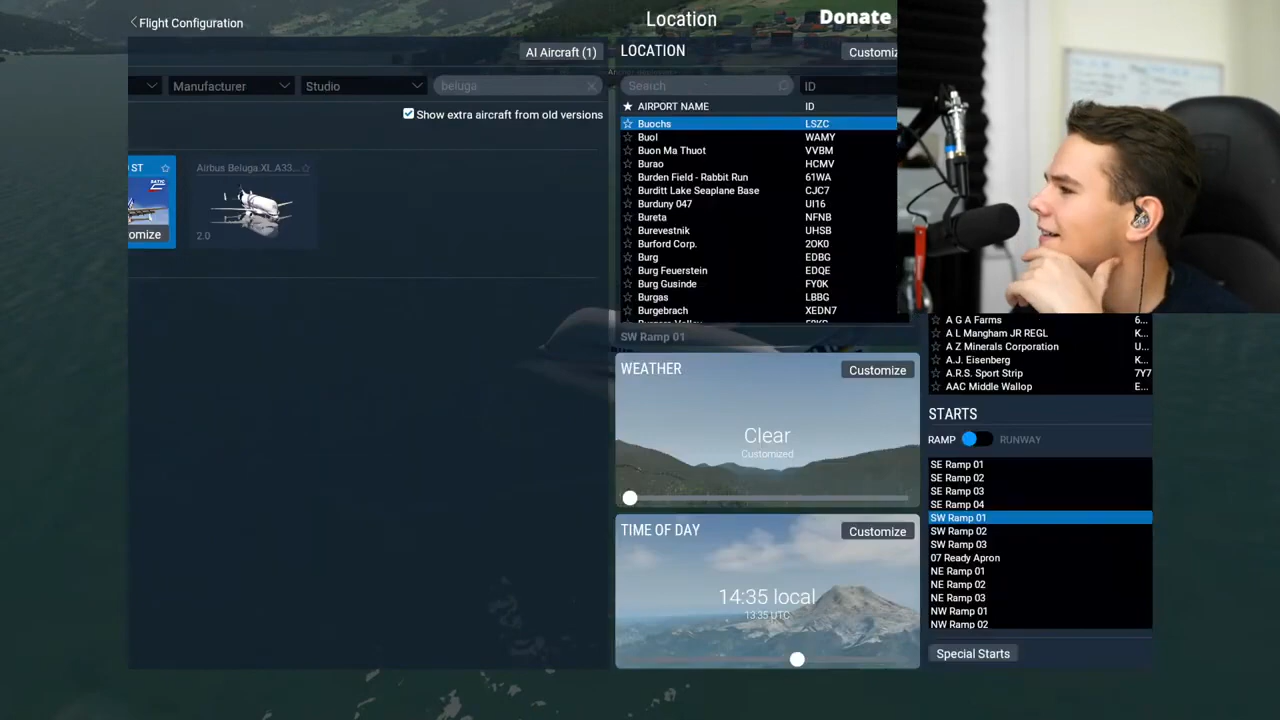 Flight Configuration
Location
Donate
AI Aircraft (1)
LOCATION
Customiz
Manufacturer
Studio
beluga
Search
ID
Show extra aircraft from old versions
AIRPORT NAME ID
Buochs LSZC
Buol WAMY
Buon Ma Thuot VVBM
Burao HCMV
Burden Field - Rabbit Run 61WA
Burditt Lake Seaplane Base CJC7
Burduny 047 UI16
Bureta NFNB
Burevestnik UHSB
Burford Corp. 2OK0
Burg EDBG
Burg Feuerstein EDQE
Burg Gusinde FY0K
Burgas LBBG
Burgebrach XEDN7
ST
Airbus Beluga XL A33...
omize
2.0
SW Ramp 01
WEATHER
Customize
Clear
Customized
TIME OF DAY
Customize
14:35 local
13:35 UTC
A G A Farms 6...
A L Mangham JR REGL K...
A Z Minerals Corporation U...
A.J. Eisenberg K...
A.R.S. Sport Strip 7Y7
AAC Middle Wallop E...
STARTS
RAMP
RUNWAY
SE Ramp 01
SE Ramp 02
SE Ramp 03
SE Ramp 04
SW Ramp 01
SW Ramp 02
SW Ramp 03
07 Ready Apron
NE Ramp 01
NE Ramp 02
NE Ramp 03
NW Ramp 01
NW Ramp 02
Special Starts